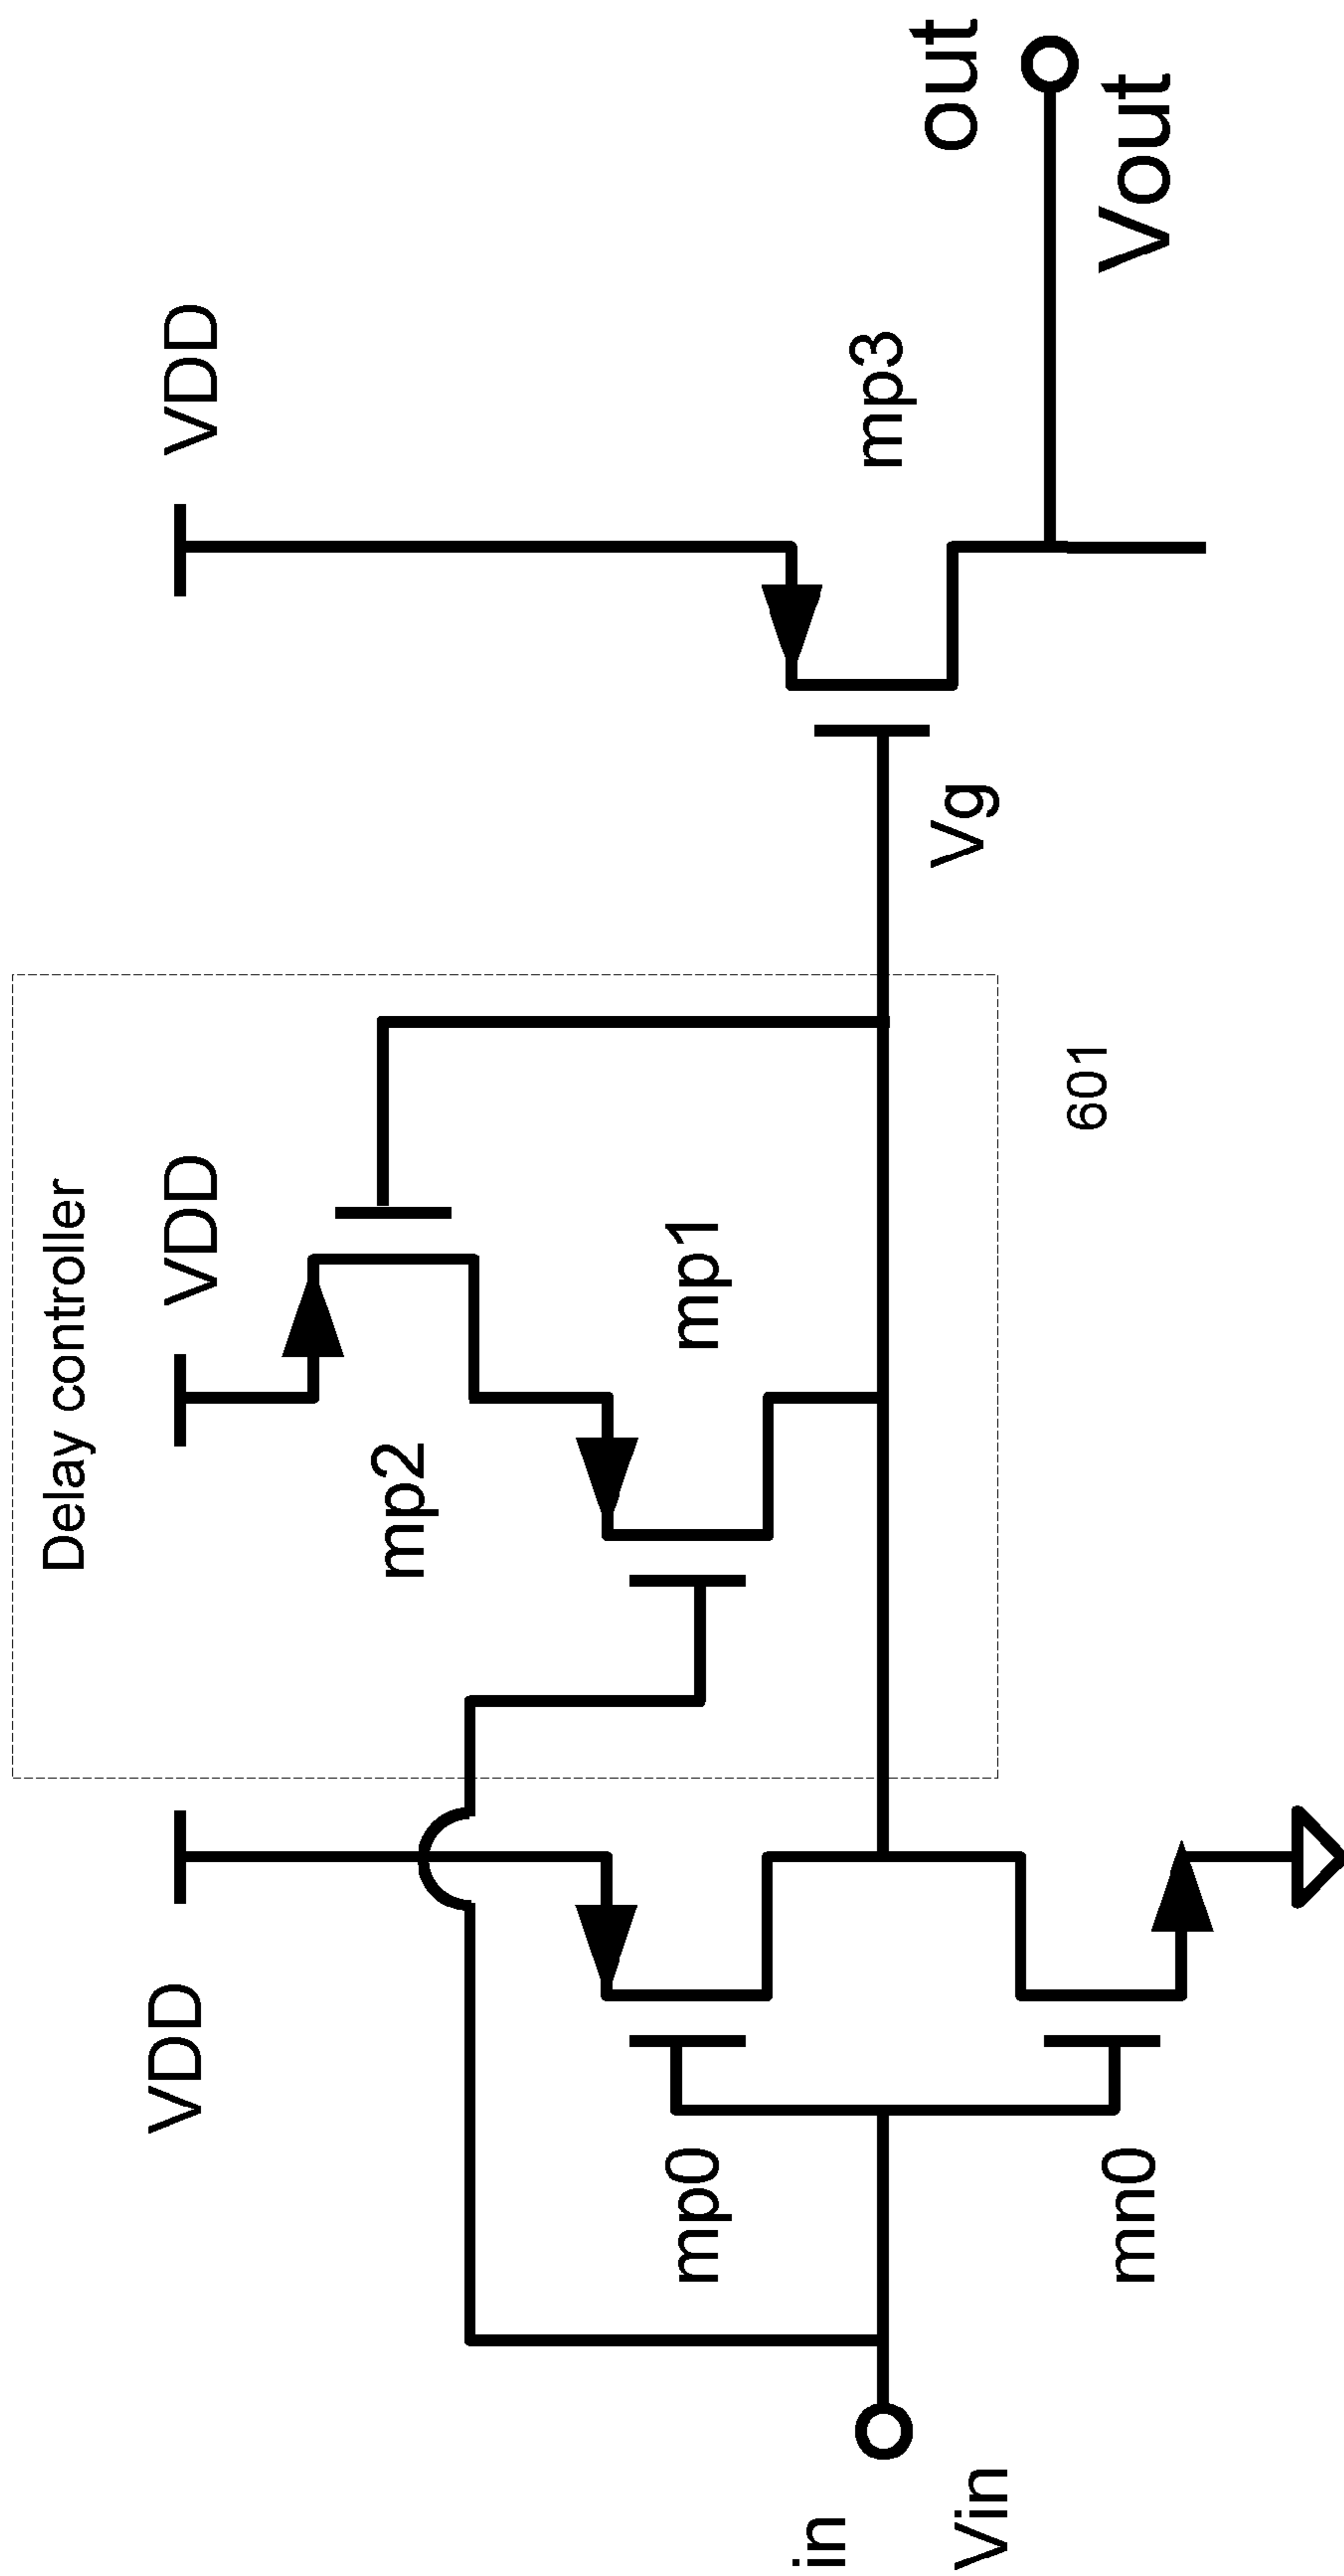 Delay controller
VDD
VDD
VDD
mp2
mp1
mp0
mn0
mp3
Vg
in
Vin
out
Vout
601